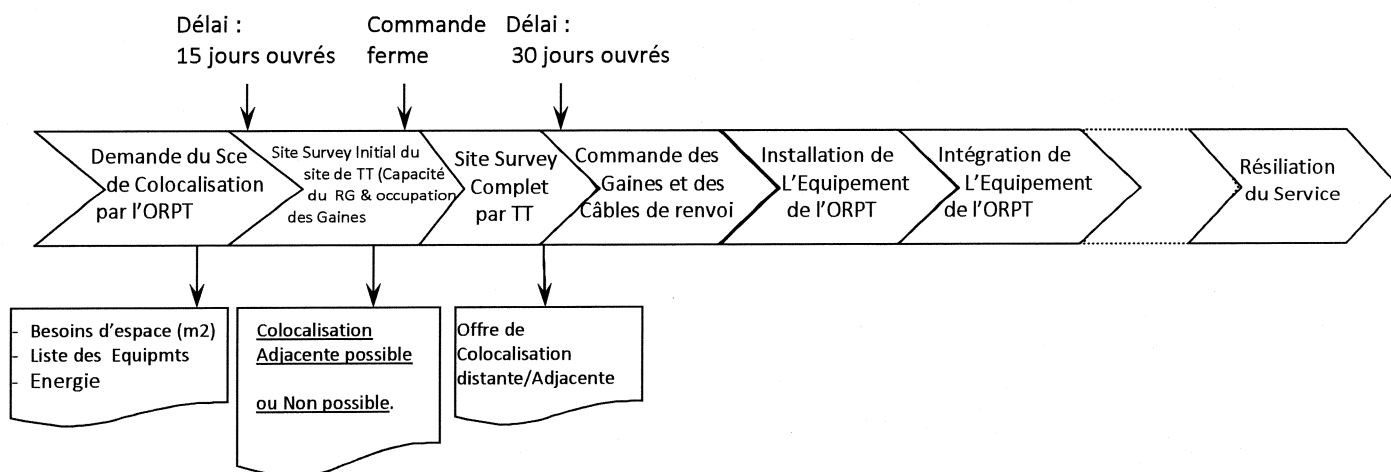 Délai :
15 jours ouvrés
Commande
ferme
Délai :
30 jours ouvrés
Demande du Sce
de Colocalisation
par l'ORPT
Site Survey Initial du
site de TT (Capacité
du RG & occupation
des Gaines
Site Survey
Complet
par TT
Commande des
Gaines et des
Câbles de renvoi
Installation de
L'Equipement
de l'ORPT
Intégration de
L'Equipement
de l'ORPT
Résiliation
du Service
- Besoins d'espace (m2)
- Liste des Equipmts
- Energie
Colocalisation
Adjacente possible
ou Non possible.
Offre de
Colocalisation
distante/Adjacente